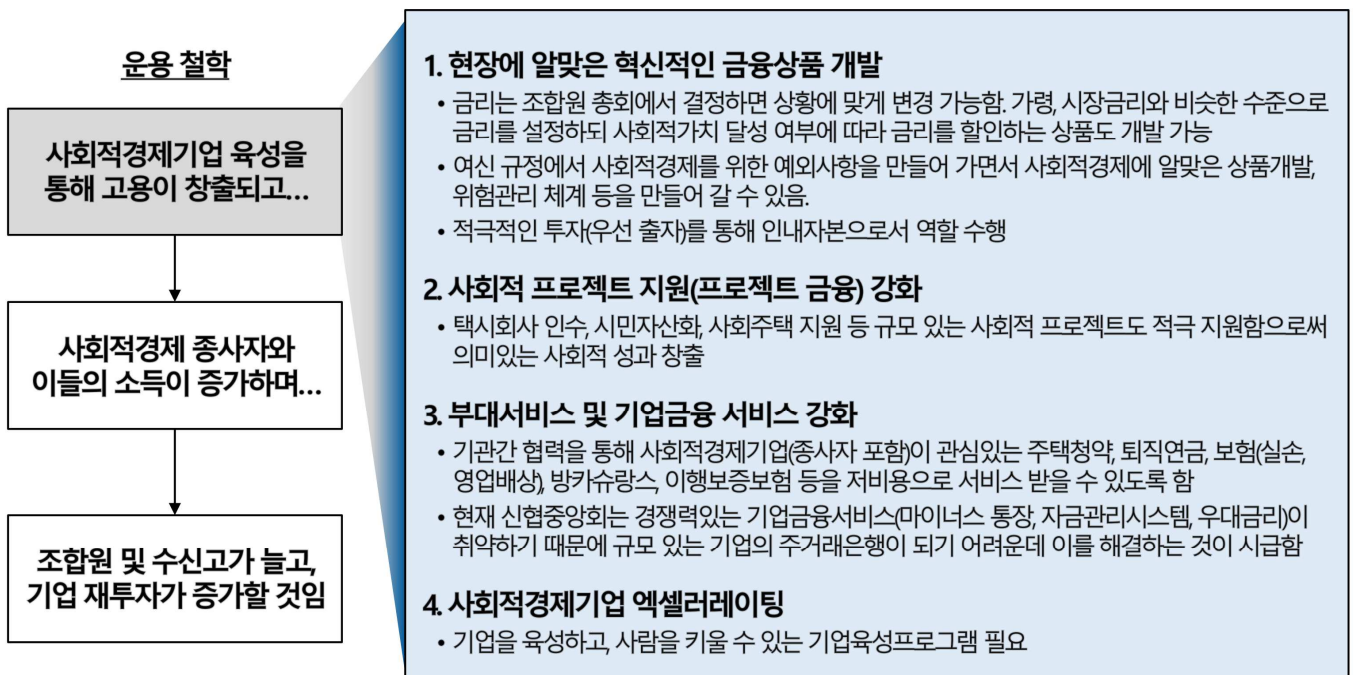 운용 철학
사회적경제기업 육성을
통해 고용이 창출되고...
사회적경제 종사자와
이들의 소득이 증가하며...
조합원 및 수신고가 늘고,
기업 재투자가 증가할 것임
1. 현장에 알맞은 혁신적인 금융상품 개발
• 금리는 조합원 총회에서 결정하면 상황에 맞게 변경 가능함. 가령, 시장금리와 비슷한 수준으로
금리를 설정하되 사회적가치 달성 여부에 따라 금리를 할인하는 상품도 개발 가능
• 여신 규정에서 사회적경제를 위한 예외사항을 만들어 가면서 사회적경제에 알맞은 상품개발,
위험관리 체계 등을 만들어 갈 수 있음.
• 적극적인 투자(우선 출자)를 통해 인내자본으로서 역할 수행
2. 사회적 프로젝트 지원(프로젝트 금융) 강화
• 택시회사 인수, 시민자산화, 사회주택 지원 등 규모 있는 사회적 프로젝트도 적극 지원함으로써
의미있는 사회적 성과 창출
3. 부대서비스 및 기업금융 서비스 강화
• 기관간 협력을 통해 사회적경제기업(종사자 포함)이 관심있는 주택청약, 퇴직연금, 보험(실손,
영업배상), 방카슈랑스, 이행보증보험 등을 저비용으로 서비스 받을 수 있도록 함
• 현재 신협중앙회는 경쟁력있는 기업금융서비스(마이너스 통장, 자금관리시스템, 우대금리)이
취약하기 때문에 규모 있는 기업의 주거래은행이 되기 어려운데 이를 해결하는 것이 시급함
4. 사회적경제기업 엑셀러레이팅
• 기업을 육성하고, 사람을 키울 수 있는 기업육성프로그램 필요